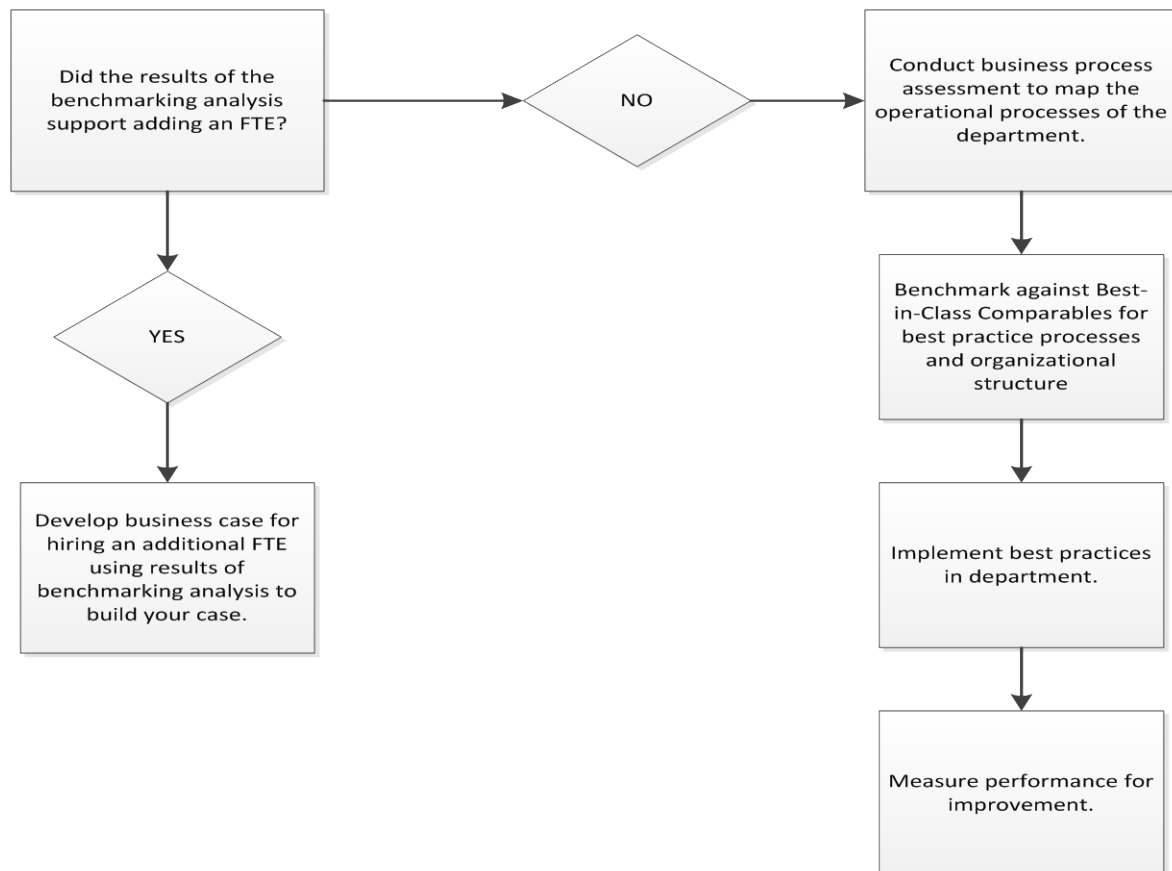 Did the results of the
benchmarking analysis
support adding an FTE?
NO
Conduct business process
assessment to map the
operational processes of the
department.
YES
Benchmark against Best-
in-Class Comparables for
best practice processes
and organizational
structure
Develop business case for
hiring an additional FTE
using results of
benchmarking analysis to
build your case.
Implement best practices
in department.
Measure performance for
improvement.